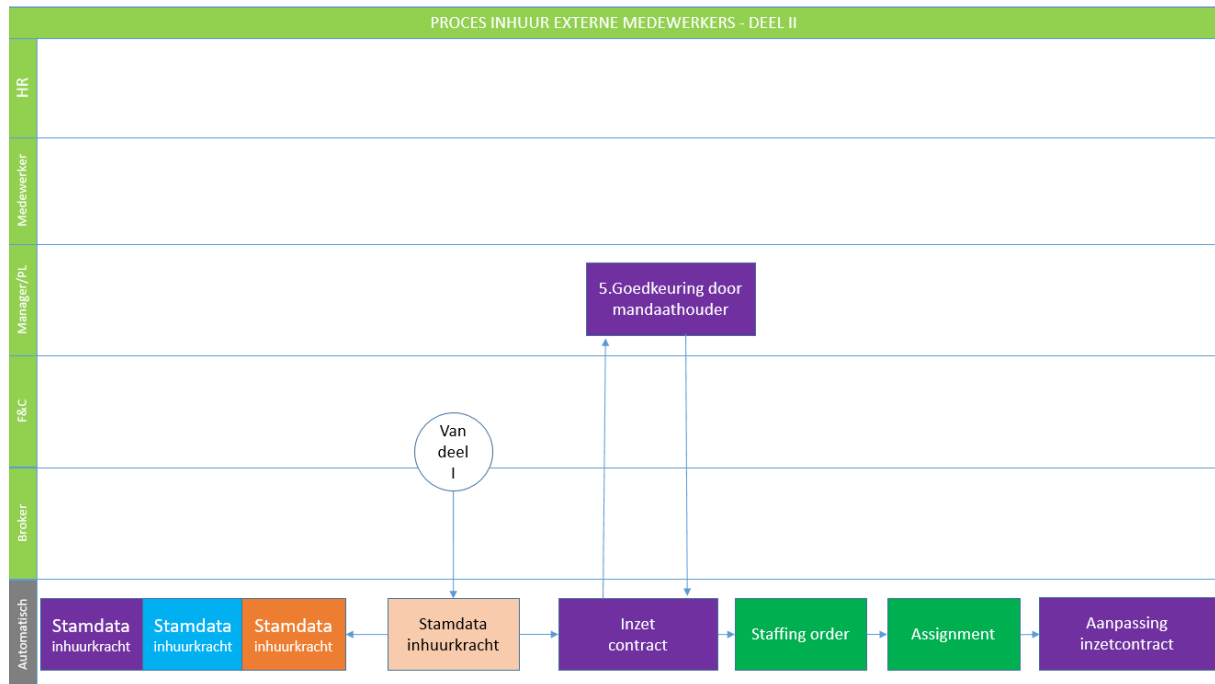 PROCES INHUUR EXTERNE MEDEWERKERS - DEEL II
HR
Medewerker
Manager/PL
5.Goedkeuring door
mandaathouder
F&C
Van
deel
I
Broker
Automatisch
Stamdata
inhuurkracht
Stamdata
inhuurkracht
Stamdata
inhuurkracht
Stamdata
inhuurkracht
Inzet
contract
Staffing order
Assignment
Aanpassing
inzetcontract